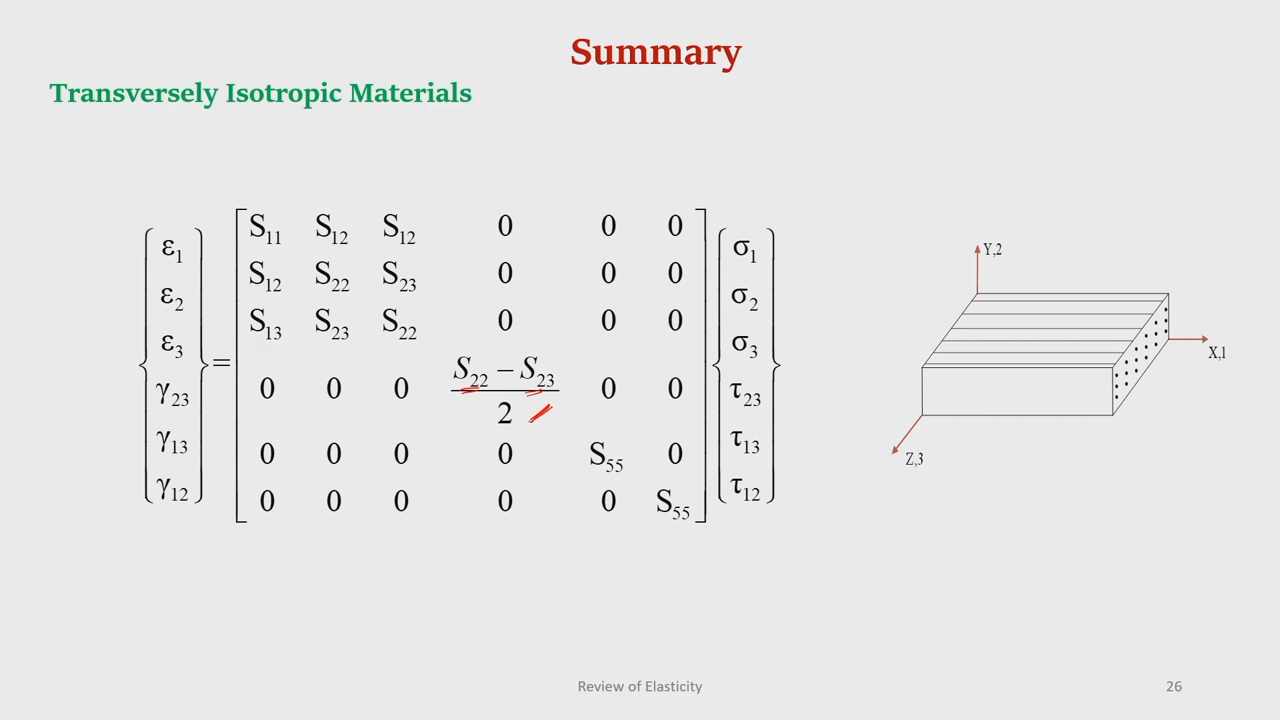 Summary
Transversely Isotropic Materials
ε₁ S₁₁ S₁₂ S₁₂ 0 0 0 σ₁
ε₂ S₁₂ S₂₂ S₂₃ 0 0 0 σ₂
ε₃ S₁₃ S₂₃ S₂₂ 0 0 0 σ₃
=
γ₂₃ 0 0 0 (S₂₂ − S₂₃)/2 0 0 τ₂₃
γ₁₃ 0 0 0 0 S₅₅ 0 τ₁₃
γ₁₂ 0 0 0 0 0 S₅₅ τ₁₂
Y,2
X,1
Z,3
Review of Elasticity
26